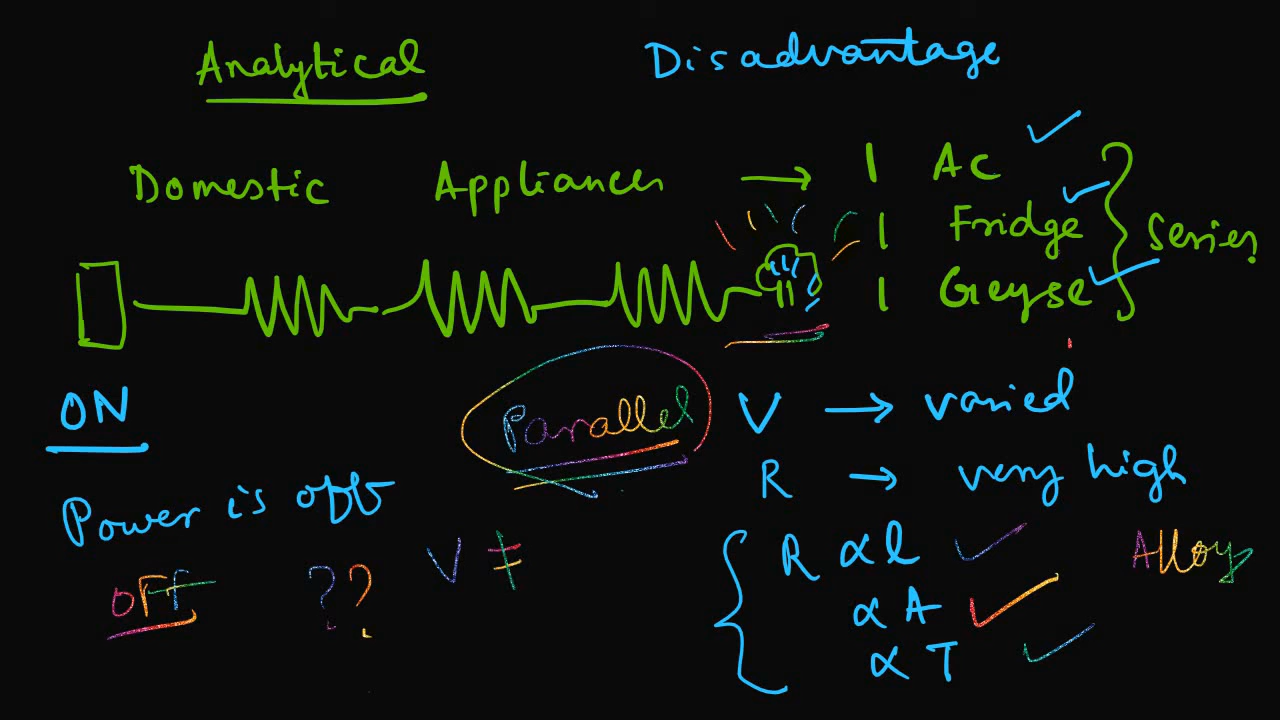 Analytical
Disadvantage
Domestic Appliances → 1 Ac
1 Fridge
1 Geyse
Series
ON
Parallel
V → varied
R → very high
Power is off
OFF ??
V ≠
R ∝ l
∝ A
∝ T
Alloy